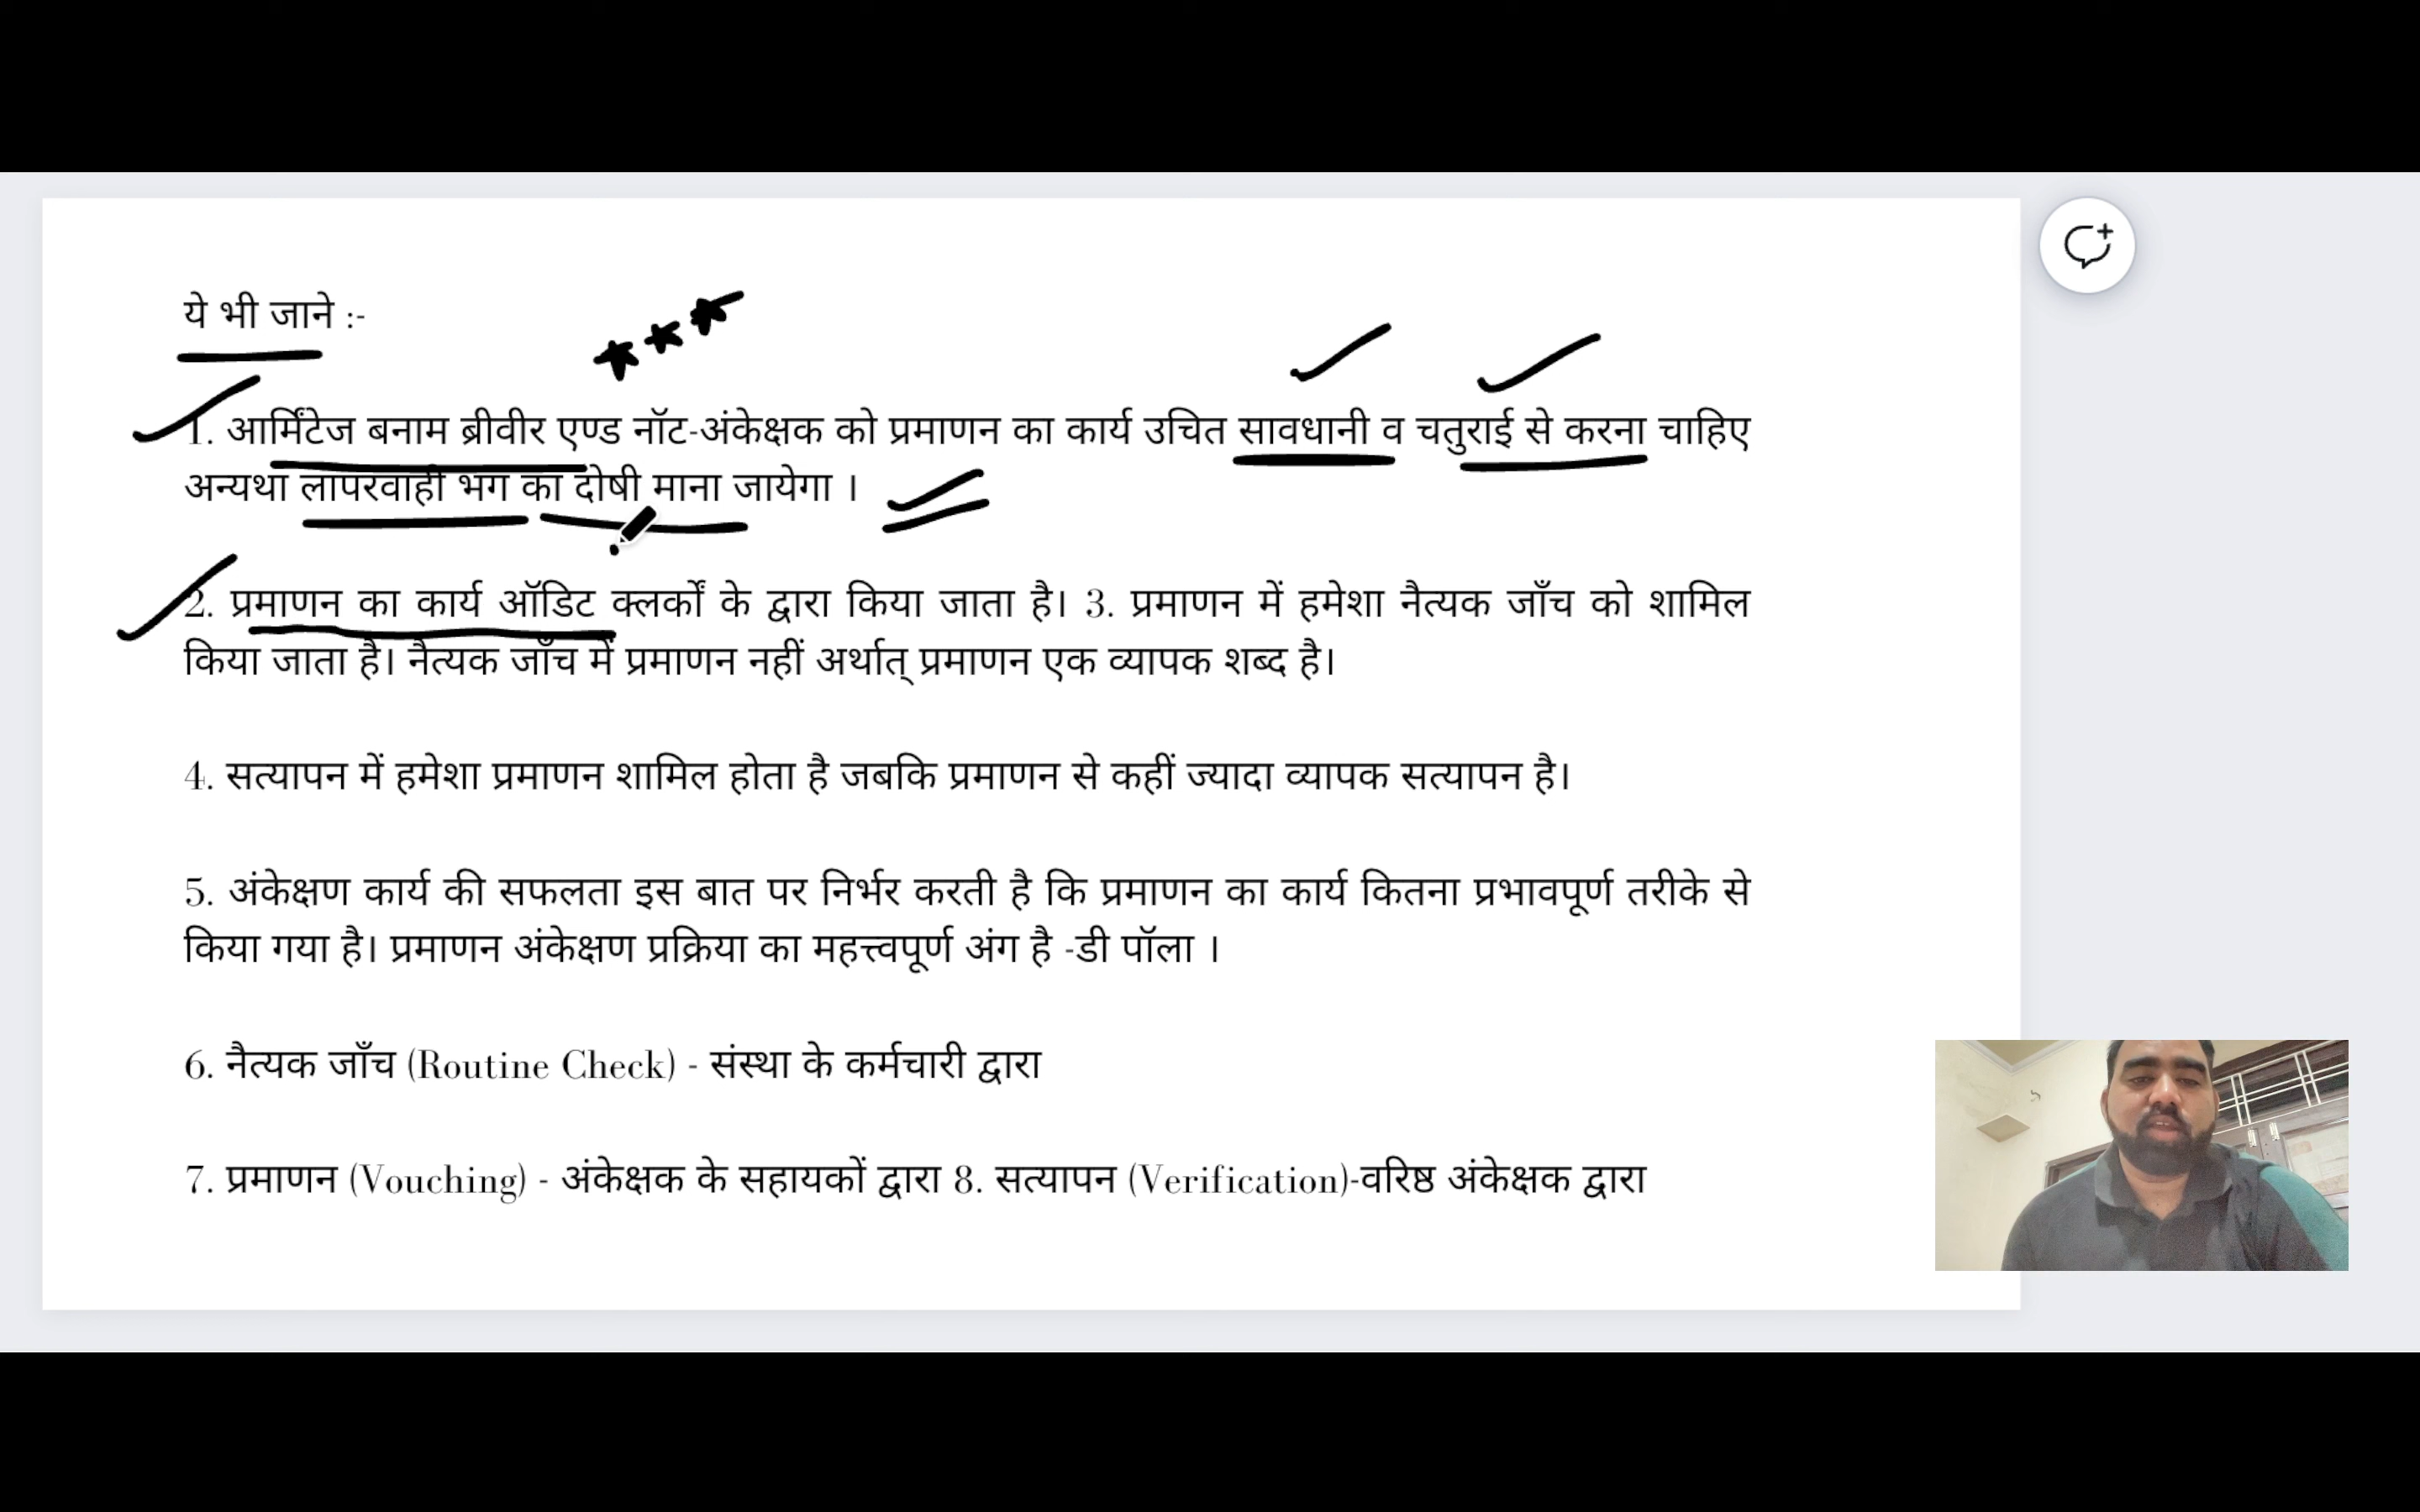 ये भी जाने :-
1. आर्मिटेज बनाम ब्रीवीर एण्ड नॉट-अंकेक्षक को प्रमाणन का कार्य उचित सावधानी व चतुराई से करना चाहिए
अन्यथा लापरवाही भग का दोषी माना जायेगा ।
2. प्रमाणन का कार्य ऑडिट क्लर्कों के द्वारा किया जाता है। 3. प्रमाणन में हमेशा नैत्यक जाँच को शामिल
किया जाता है। नैत्यक जाँच में प्रमाणन नहीं अर्थात् प्रमाणन एक व्यापक शब्द है।
4. सत्यापन में हमेशा प्रमाणन शामिल होता है जबकि प्रमाणन से कहीं ज्यादा व्यापक सत्यापन है।
5. अंकेक्षण कार्य की सफलता इस बात पर निर्भर करती है कि प्रमाणन का कार्य कितना प्रभावपूर्ण तरीके से
किया गया है। प्रमाणन अंकेक्षण प्रक्रिया का महत्त्वपूर्ण अंग है -डी पॉला ।
6. नैत्यक जाँच (Routine Check) - संस्था के कर्मचारी द्वारा
7. प्रमाणन (Vouching) - अंकेक्षक के सहायकों द्वारा 8. सत्यापन (Verification)-वरिष्ठ अंकेक्षक द्वारा